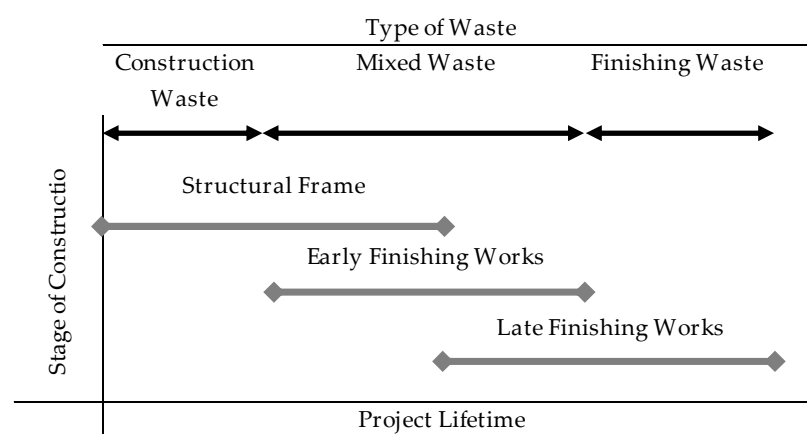 Type of Waste
Construction
Waste
Mixed Waste
Finishing Waste
Structural Frame
Early Finishing Works
Late Finishing Works
Stage of Constructio
Project Lifetime